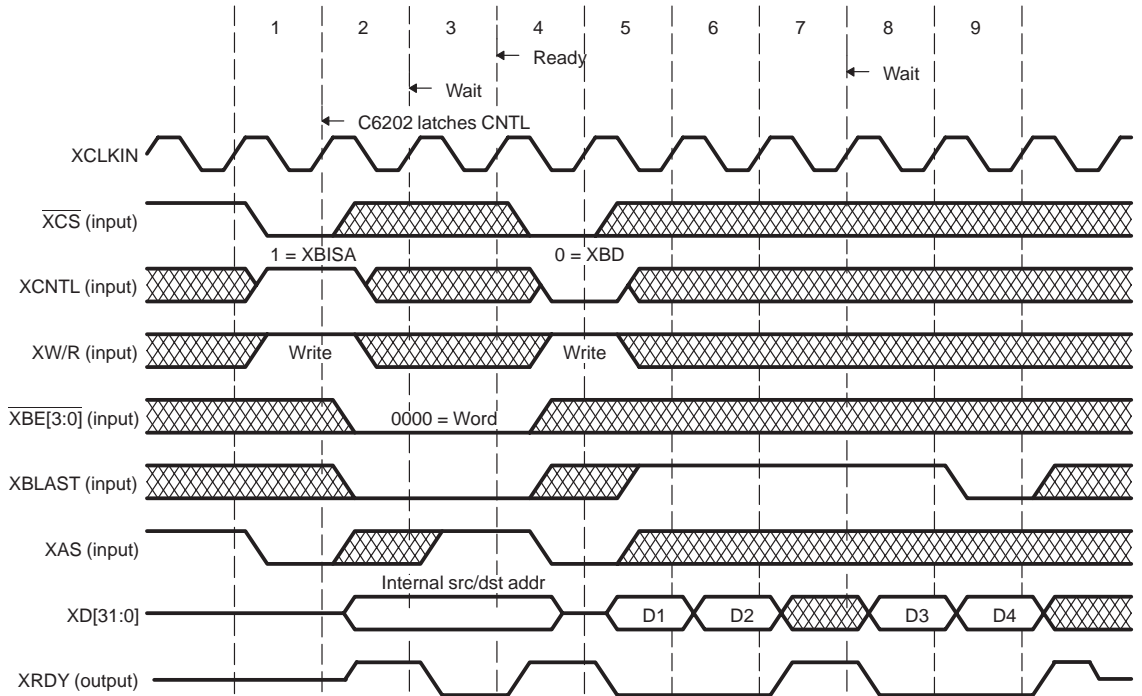 1 2 3 4 5 6 7 8 9
Ready
Wait
Wait
C6202 latches CNTL
XCLKIN
XCS (input)
1 = XBISA 0 = XBD
XCNTL (input)
XW/R (input) Write Write
XBE[3:0] (input) 0000 = Word
XBLAST (input)
XAS (input)
Internal src/dst addr
XD[31:0] D1 D2 D3 D4
XRDY (output)